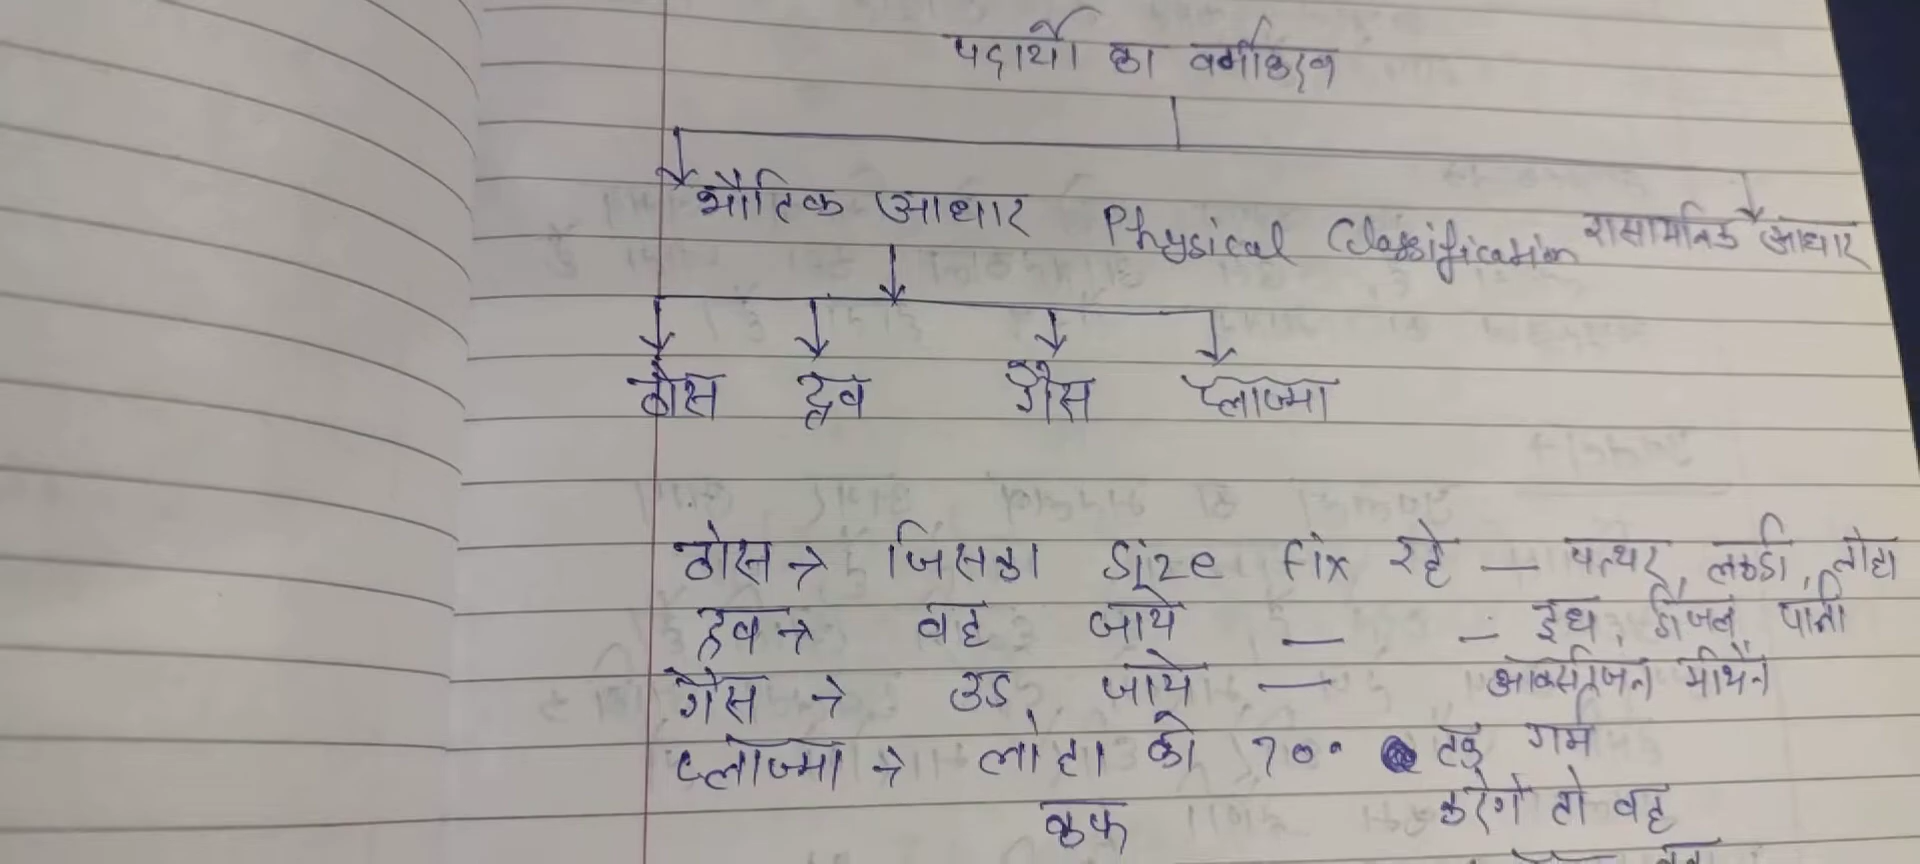 पदार्थो का वर्गीकरण
भौतिक आधार Physical Classification रासायनिक आधार
ठोस द्रव गैस प्लाज्मा
ठोस → जिसका Size fix रहे — पत्थर, लकडी, लोहा
द्रव → वह जाये — — दुध, डीजल, पानी
गैस → उड जाये — आक्सीजन मीथेन
प्लाज्मा → लोहा को 70° तक गर्म
करेगे तो वह